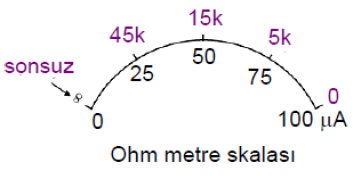 15k
45k 5k
sonsuz 25 50 75
∞ 0
0 100 μA
Ohm metre skalası